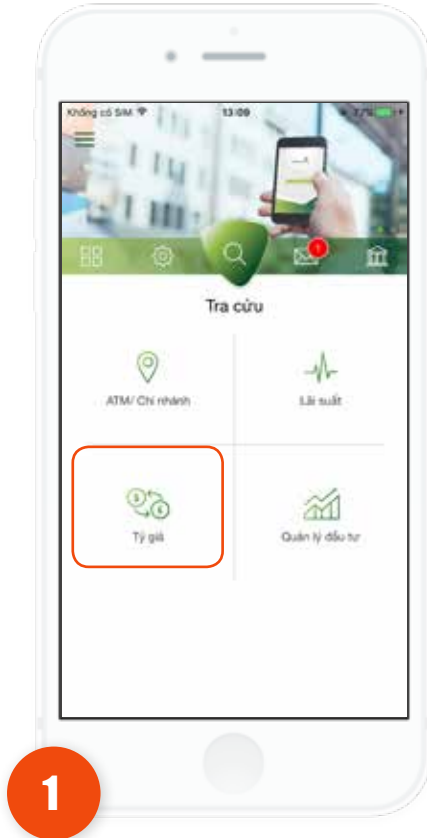 Không có SIM 13:09 77%
1
Tra cứu
ATM/ Chi nhánh
Lãi suất
Tỷ giá
Quản lý đầu tư
1